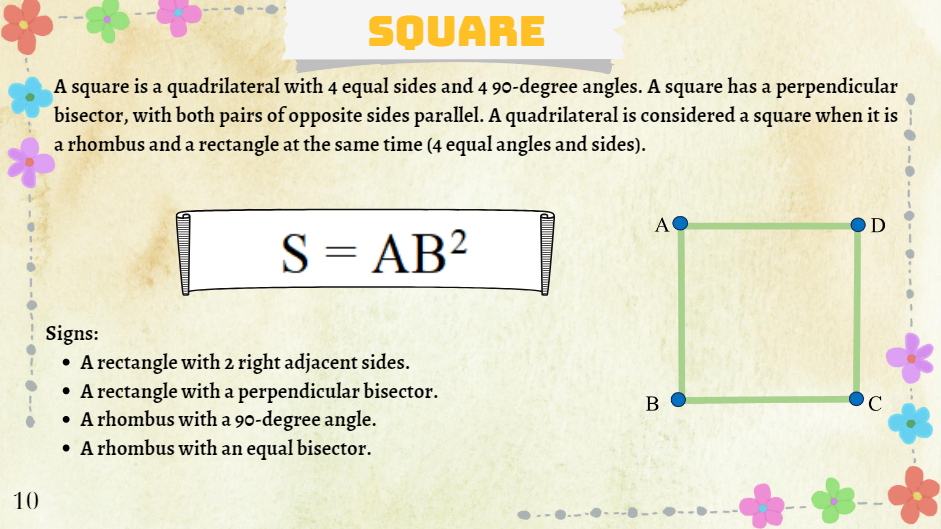 SQUARE
A square is a quadrilateral with 4 equal sides and 4 90-degree angles. A square has a perpendicular
bisector, with both pairs of opposite sides parallel. A quadrilateral is considered a square when it is
a rhombus and a rectangle at the same time (4 equal angles and sides).
S = AB²
A
D
B
C
Signs:
• A rectangle with 2 right adjacent sides.
• A rectangle with a perpendicular bisector.
• A rhombus with a 90-degree angle.
• A rhombus with an equal bisector.
10